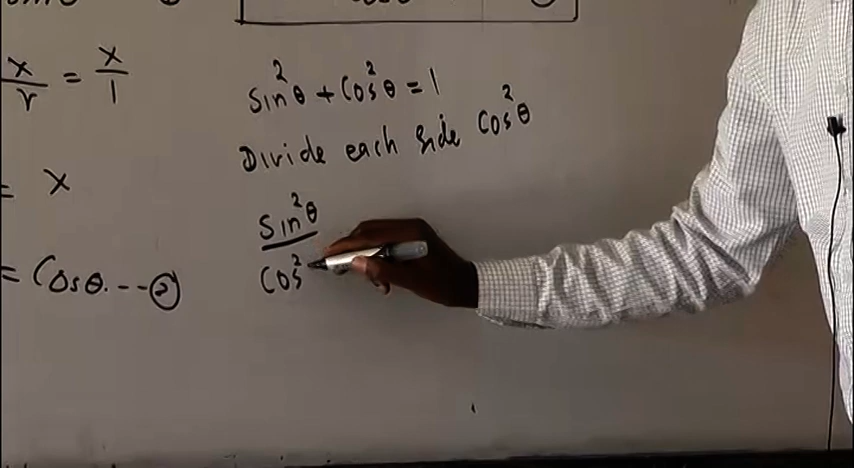 x/r = x/1
= x
= Cosθ. --- ②
sin²θ + Cos²θ = 1
Divide each side Cos²θ
sin²θ
Cos²